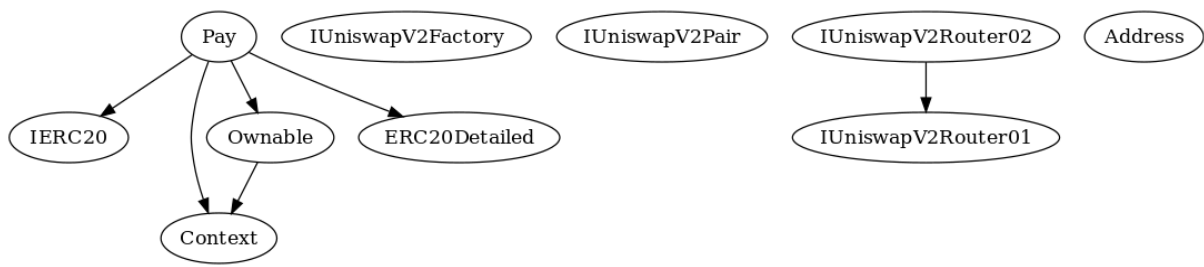 Pay
IUniswapV2Factory
IUniswapV2Pair
IUniswapV2Router02
Address
IERC20
Ownable
ERC20Detailed
IUniswapV2Router01
Context